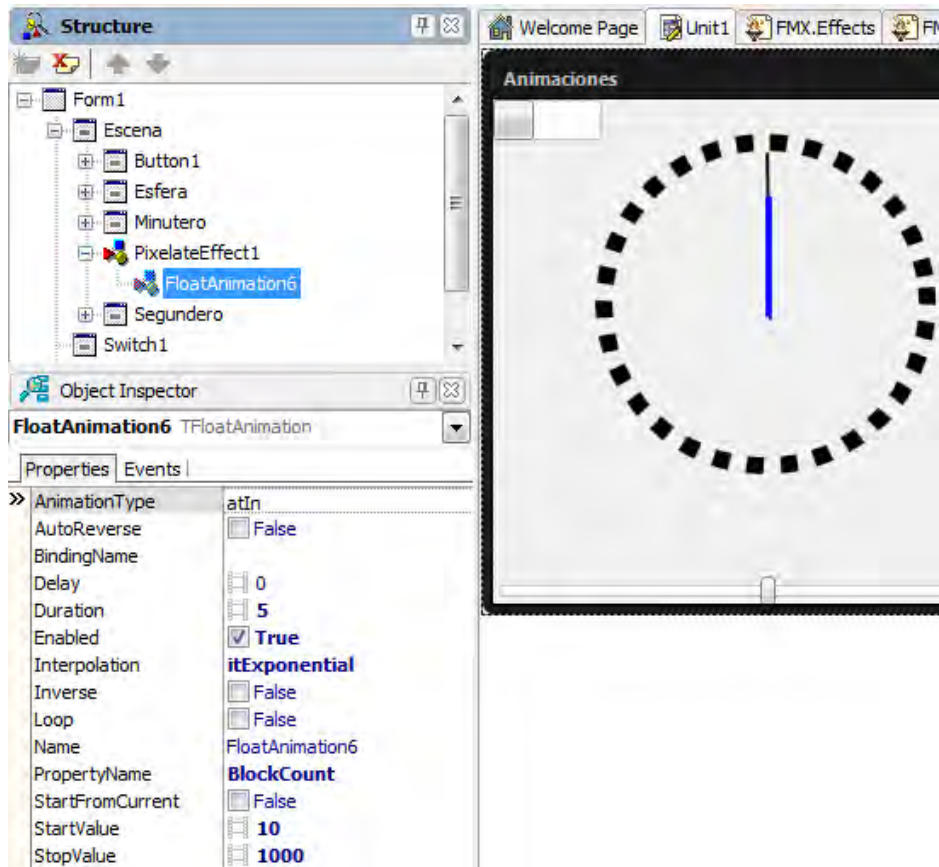 Structure
Form1
Escena
Button1
Esfera
Minutero
PixelateEffect1
FloatAnimation6
Segundero
Switch1
Object Inspector
FloatAnimation6 TFloatAnimation
Properties Events
AnimationType atIn
AutoReverse False
BindingName
Delay 0
Duration 5
Enabled True
Interpolation itExponential
Inverse False
Loop False
Name FloatAnimation6
PropertyName BlockCount
StartFromCurrent False
StartValue 10
StopValue 1000
Welcome Page Unit1 FMX.Effects FM
Animaciones